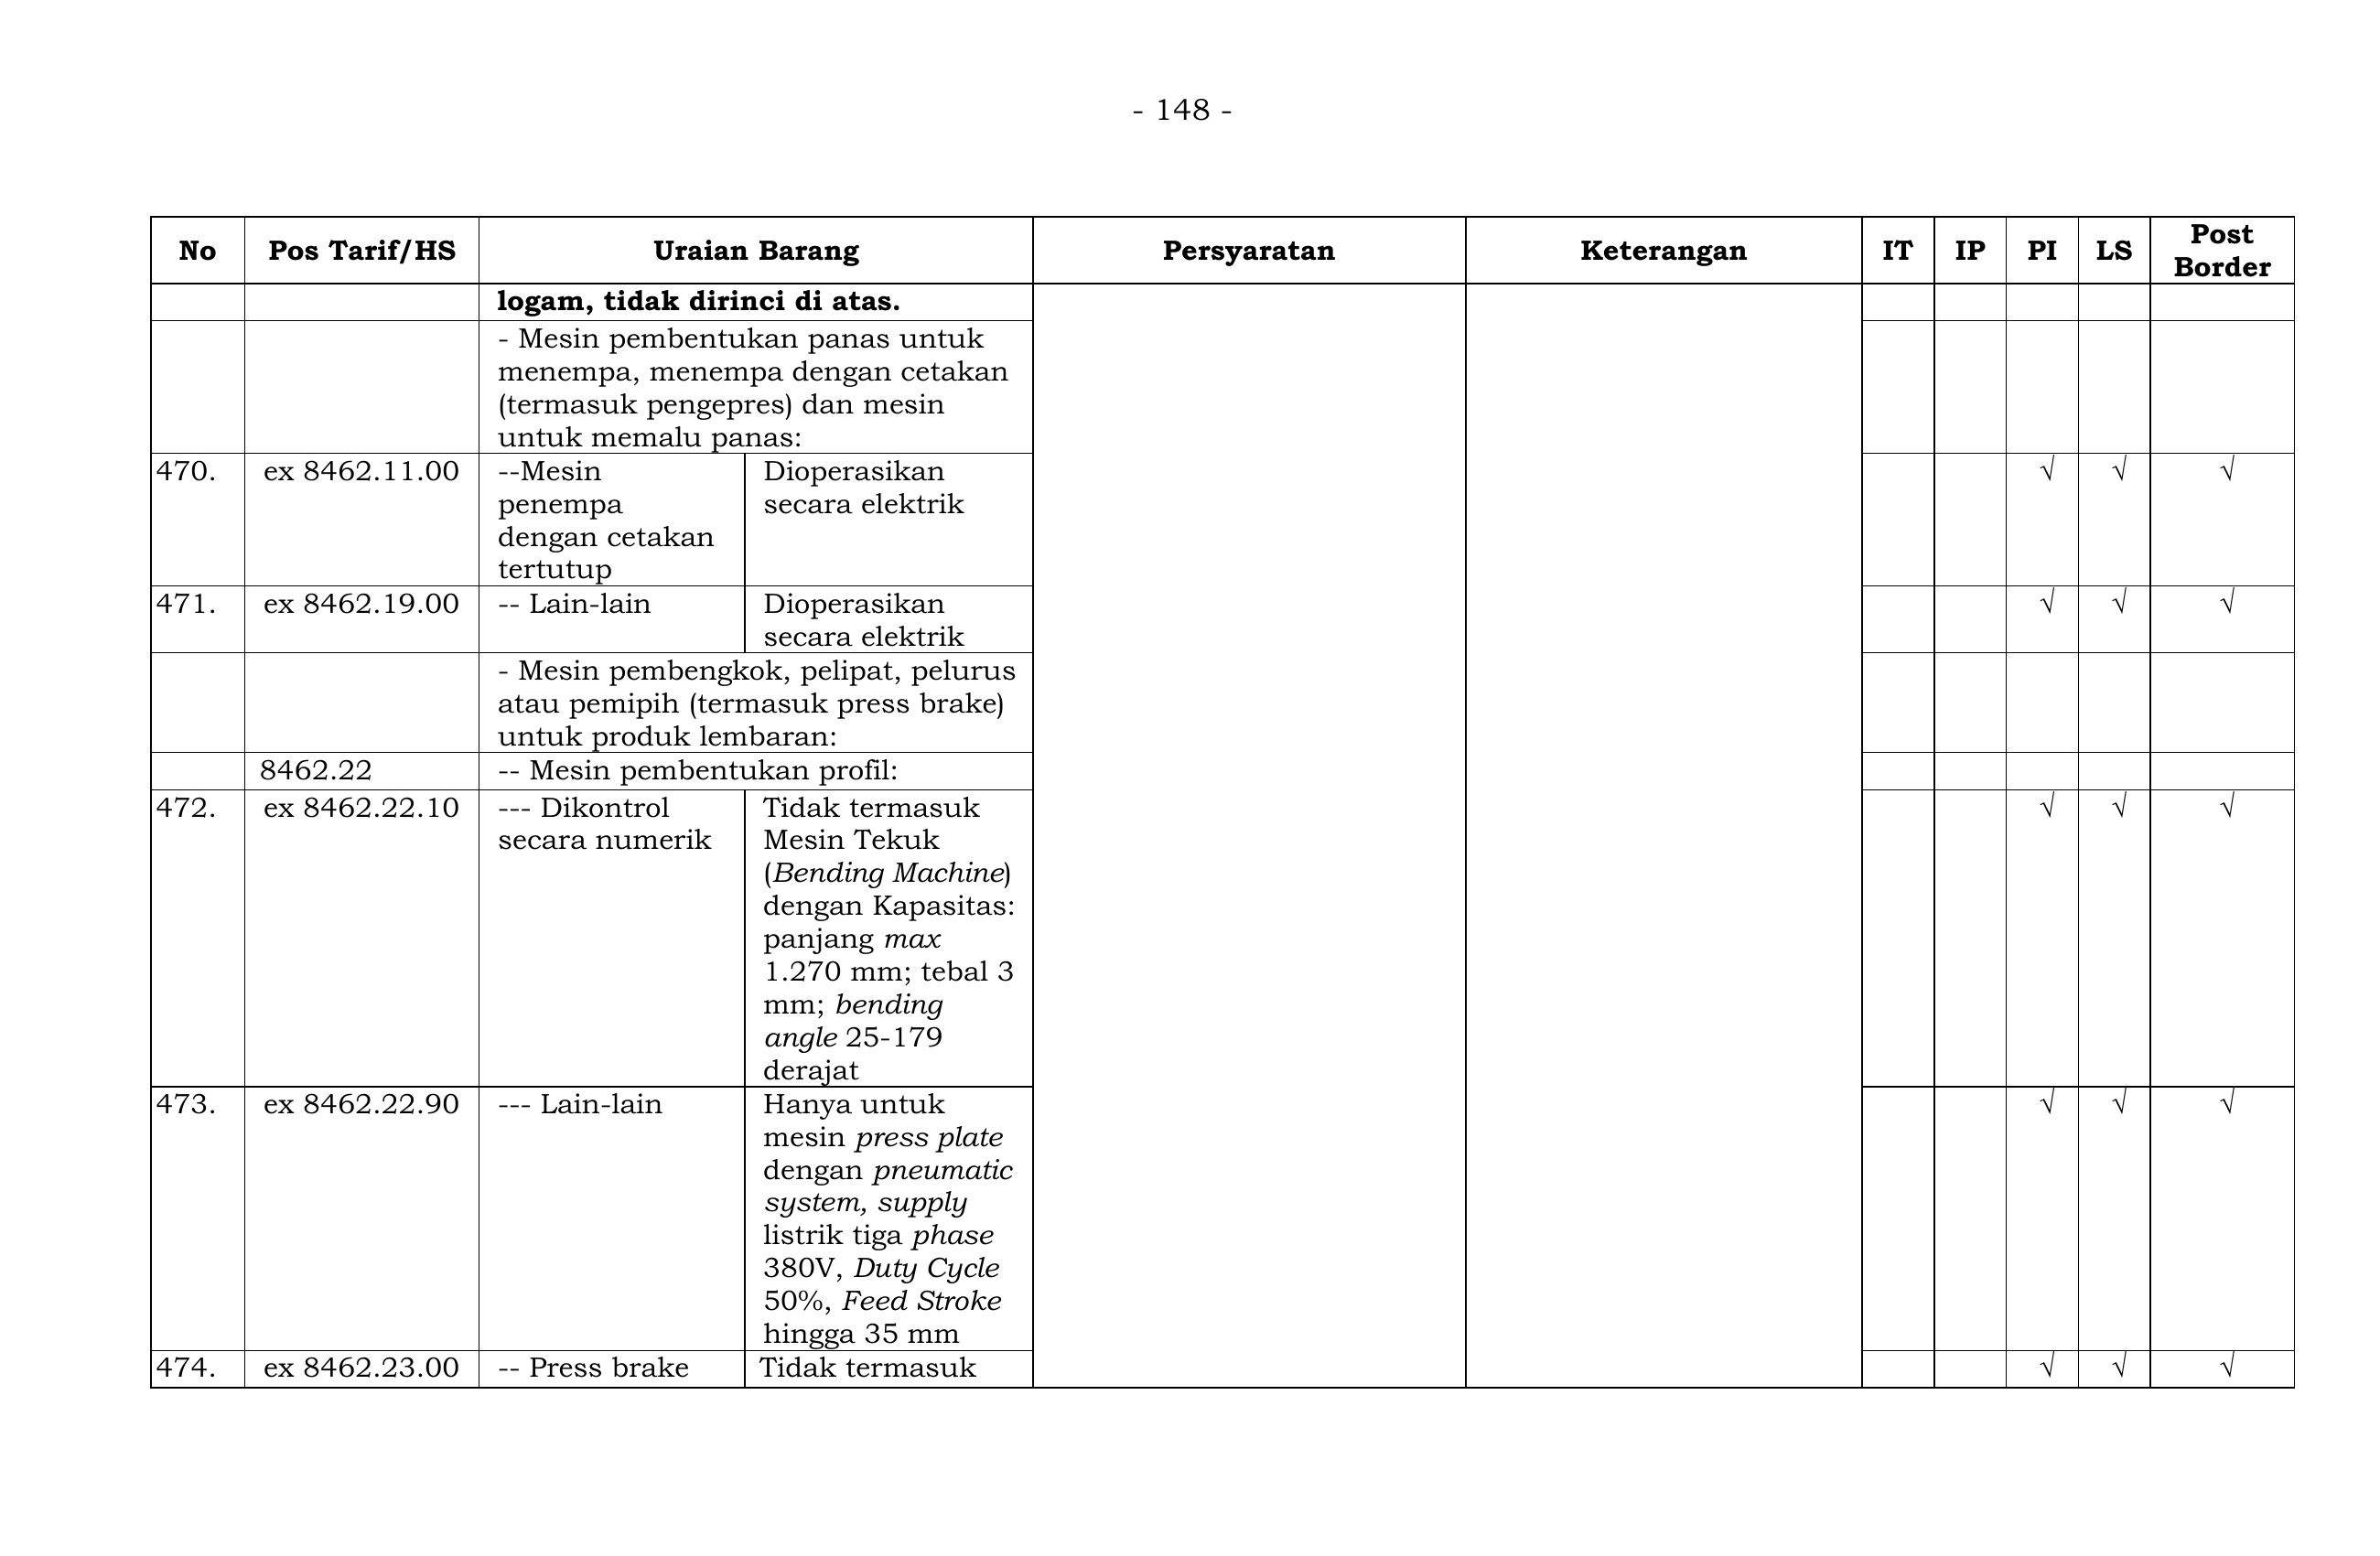 - 148 -
No Pos Tarif/HS Uraian Barang Persyaratan Keterangan IT IP PI LS Post Border
logam, tidak dirinci di atas.
- Mesin pembentukan panas untuk
menempa, menempa dengan cetakan
(termasuk pengepres) dan mesin
untuk memalu panas:
470. ex 8462.11.00 --Mesin Dioperasikan √ √ √
penempa secara elektrik
dengan cetakan
tertutup
471. ex 8462.19.00 -- Lain-lain Dioperasikan √ √ √
secara elektrik
- Mesin pembengkok, pelipat, pelurus
atau pemipih (termasuk press brake)
untuk produk lembaran:
8462.22 -- Mesin pembentukan profil:
472. ex 8462.22.10 --- Dikontrol Tidak termasuk √ √ √
secara numerik Mesin Tekuk
(Bending Machine)
dengan Kapasitas:
panjang max
1.270 mm; tebal 3
mm; bending
angle 25-179
derajat
473. ex 8462.22.90 --- Lain-lain Hanya untuk √ √ √
mesin press plate
dengan pneumatic
system, supply
listrik tiga phase
380V, Duty Cycle
50%, Feed Stroke
hingga 35 mm
474. ex 8462.23.00 -- Press brake Tidak termasuk √ √ √